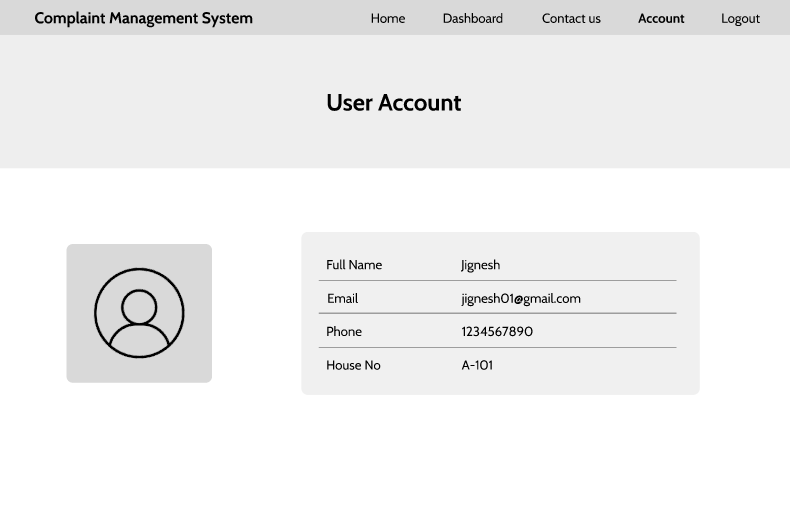 Complaint Management System Home Dashboard Contact us Account Logout
User Account
Full Name Jignesh
Email jignesh01@gmail.com
Phone 1234567890
House No A-101